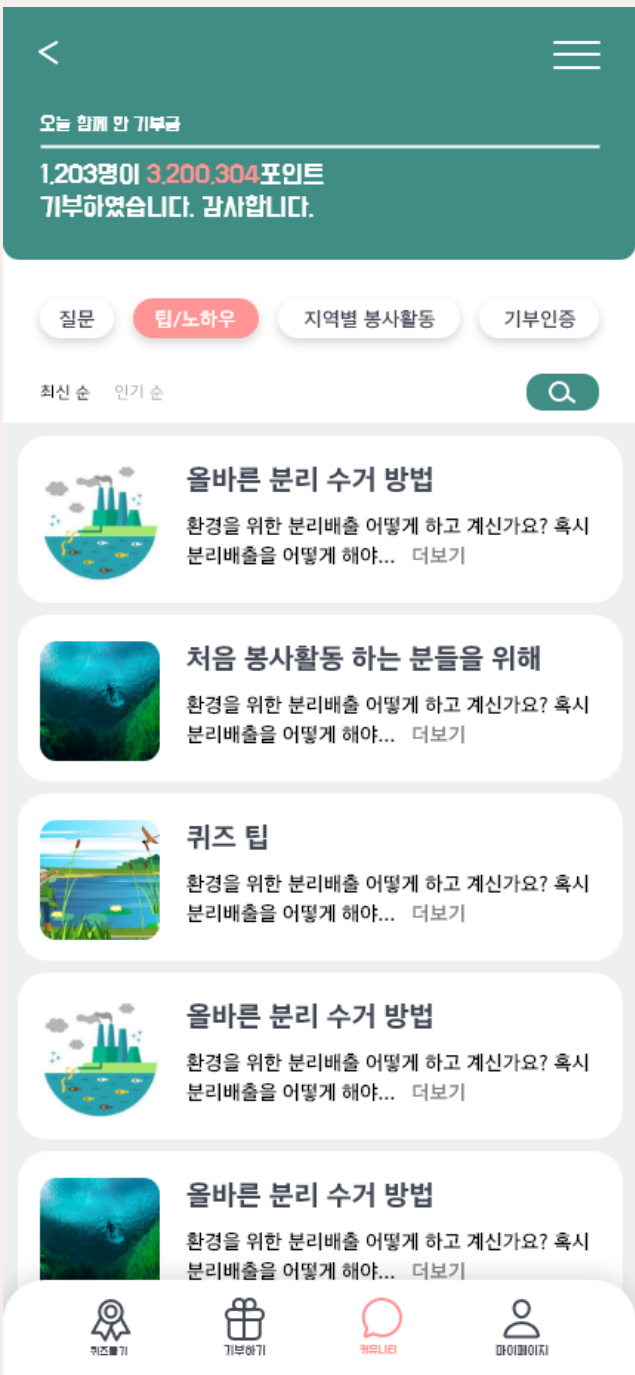 <
오늘 함께 한 기부금
1,203명이 3,200,304포인트
기부하였습니다. 감사합니다.
질문 팁/노하우 지역별 봉사활동 기부인증
최신 순 인기 순
올바른 분리 수거 방법
환경을 위한 분리배출 어떻게 하고 계신가요? 혹시
분리배출을 어떻게 해야... 더보기
처음 봉사활동 하는 분들을 위해
환경을 위한 분리배출 어떻게 하고 계신가요? 혹시
분리배출을 어떻게 해야... 더보기
퀴즈 팁
환경을 위한 분리배출 어떻게 하고 계신가요? 혹시
분리배출을 어떻게 해야... 더보기
올바른 분리 수거 방법
환경을 위한 분리배출 어떻게 하고 계신가요? 혹시
분리배출을 어떻게 해야... 더보기
올바른 분리 수거 방법
환경을 위한 분리배출 어떻게 하고 계신가요? 혹시
분리배출을 어떻게 해야... 더보기
퀴즈풀기 기부하기 커뮤니티 마이페이지